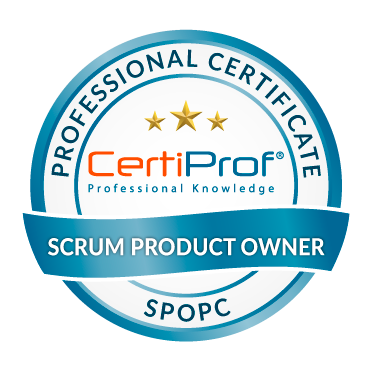 PROFESSIONAL CERTIFICATE
CertiProf®
Professional Knowledge
SCRUM PRODUCT OWNER
SPOPC